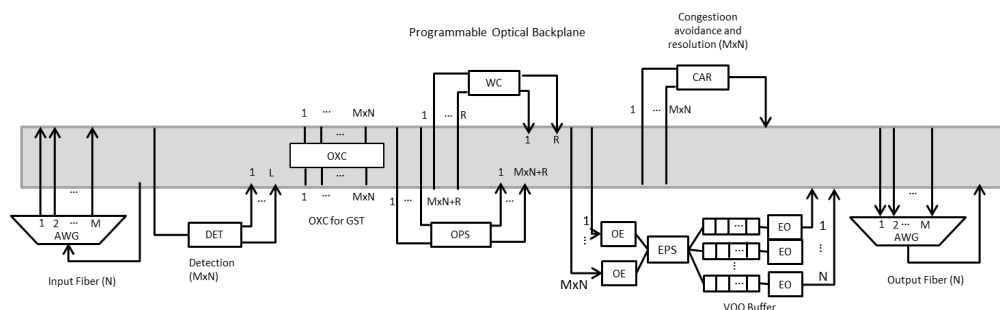 Programmable Optical Backplane
Congestioon
avoidance and
resolution (MxN)
WC
CAR
1 ... R
1 ... MxN
1 ... MxN
...
OXC
...
1 ... MxN
OXC for GST
1 R
1 L
...
1 MxN+R
...
1 ... MxN+R
...
1 2 ... M
AWG
Input Fiber (N)
DET
Detection
(MxN)
OPS
1
...
MxN
OE
OE
EPS
...
...
...
...
EO
EO
EO
1
...
N
VOQ Buffer
...
1 2 ... M
AWG
Output Fiber (N)